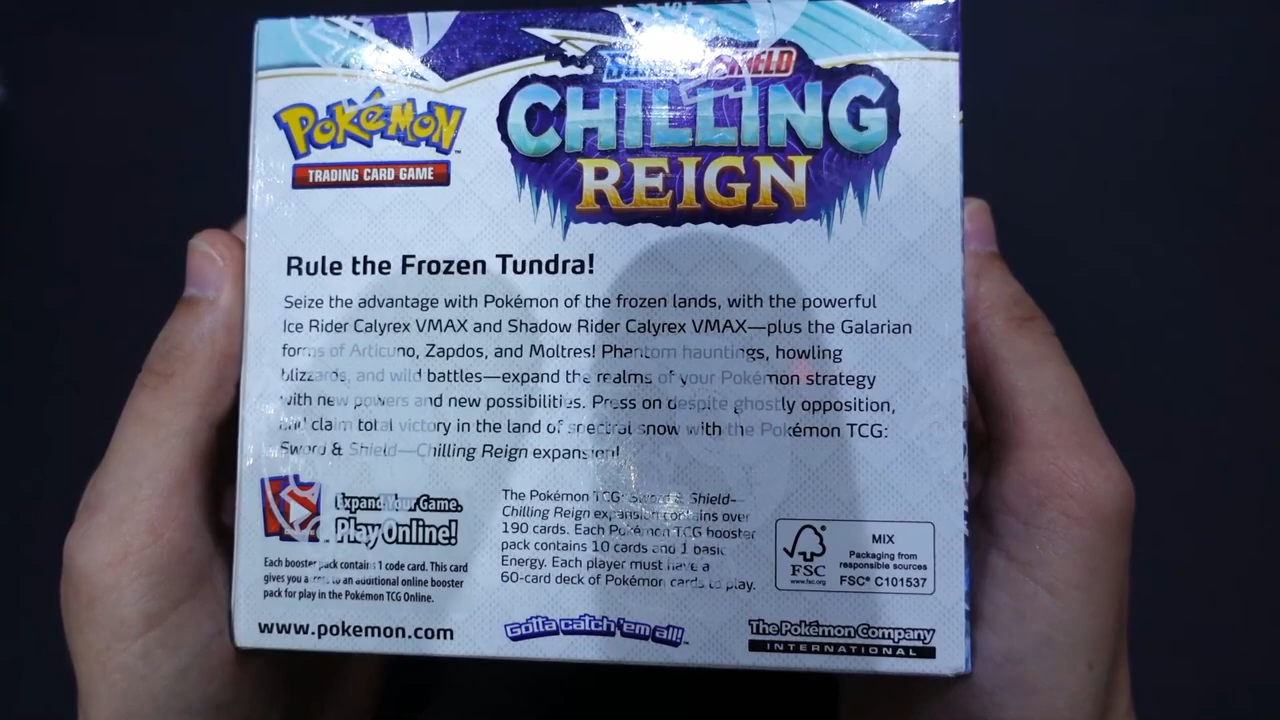 Pokémon
TRADING CARD GAME
SHIELD
CHILLING
REIGN
Rule the Frozen Tundra!
Seize the advantage with Pokémon of the frozen lands, with the powerful
Ice Rider Calyrex VMAX and Shadow Rider Calyrex VMAX—plus the Galarian
forms of Articuno, Zapdos, and Moltres! Phantom hauntings, howling
blizzards, and wild battles—expand the realms of your Pokémon strategy
with new powers and new possibilities. Press on despite ghostly opposition,
and claim total victory in the land of spectral snow with the Pokémon TCG:
Sword & Shield—Chilling Reign expansion!
Expand Your Game.
Play Online!
Each booster pack contains 1 code card. This card
gives you access to an additional online booster
pack for play in the Pokémon TCG Online.
The Pokémon TCG: Sword & Shield—
Chilling Reign expansion contains over
190 cards. Each Pokémon TCG booster
pack contains 10 cards and 1 basic
Energy. Each player must have a
60-card deck of Pokémon cards to play.
FSC
www.fsc.org
MIX
Packaging from
responsible sources
FSC® C101537
www.pokemon.com
Gotta catch 'em all!™
The Pokémon Company
INTERNATIONAL